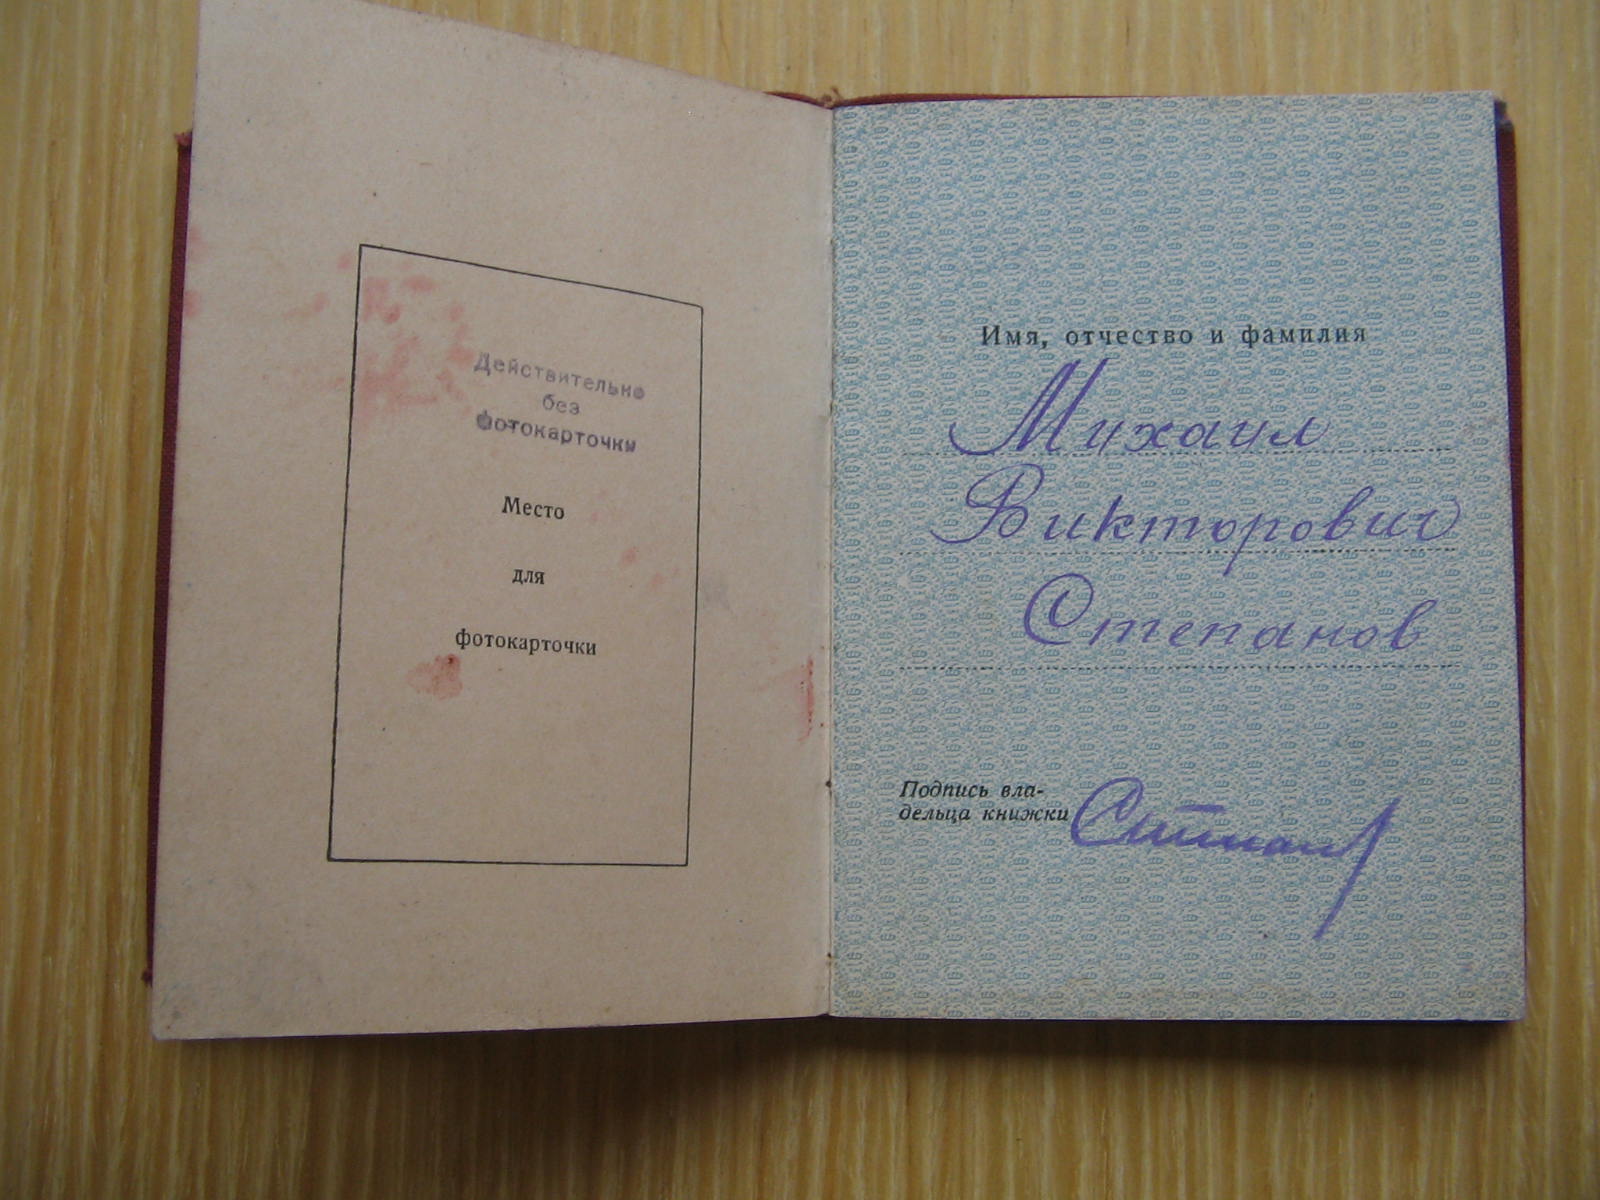 Действительно
без
фотокарточки
Место
для
фотокарточки
Имя, отчество и фамилия
Михаил
Викторович
Степанов
Подпись вла-
дельца книжки